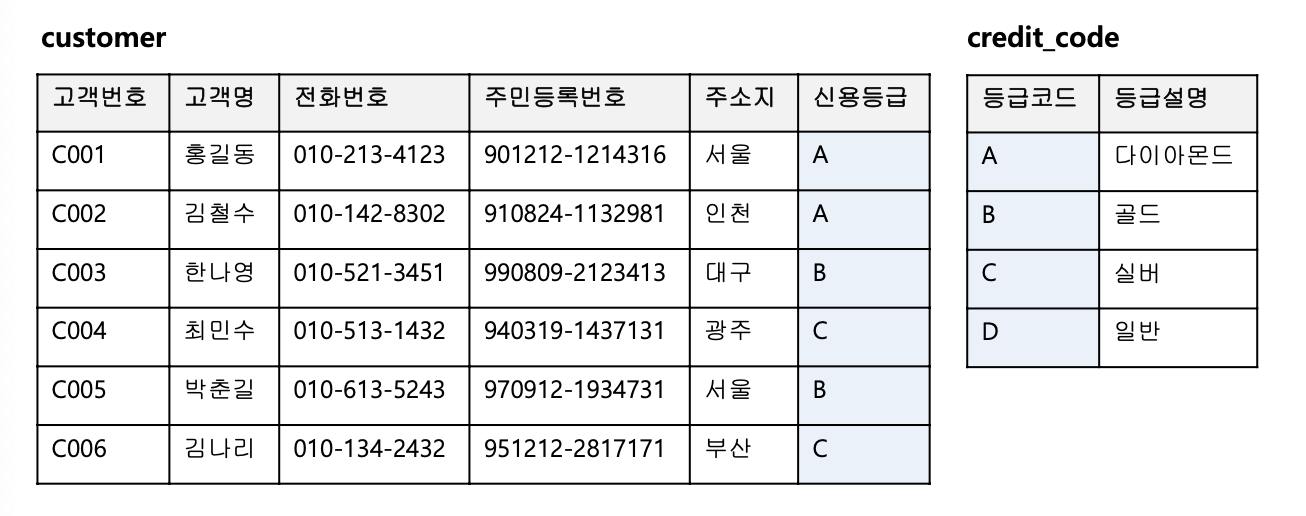 customer
고객번호 고객명 전화번호 주민등록번호 주소지 신용등급
C001 홍길동 010-213-4123 901212-1214316 서울 A
C002 김철수 010-142-8302 910824-1132981 인천 A
C003 한나영 010-521-3451 990809-2123413 대구 B
C004 최민수 010-513-1432 940319-1437131 광주 C
C005 박춘길 010-613-5243 970912-1934731 서울 B
C006 김나리 010-134-2432 951212-2817171 부산 C
credit_code
등급코드 등급설명
A 다이아몬드
B 골드
C 실버
D 일반